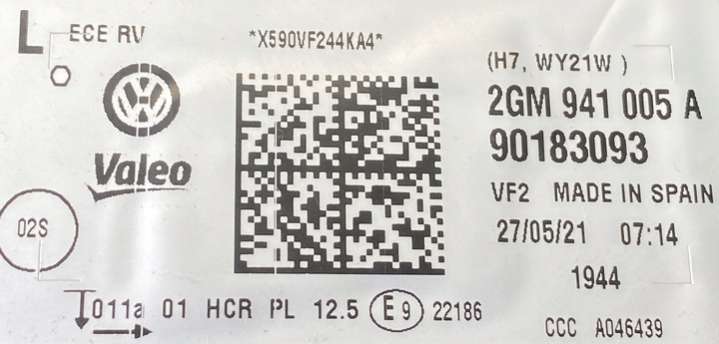 L ECE RV
*X590VF244KA4*
(H7, WY21W )
2GM 941 005 A
90183093
Valeo
VF2 MADE IN SPAIN
02S
27/05/21 07:14
1944
011a 01 HCR PL 12.5 E9 22186
CCC A046439